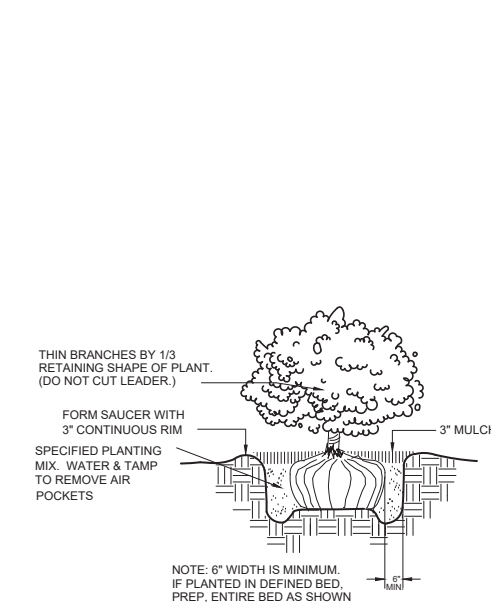 THIN BRANCHES BY 1/3
RETAINING SHAPE OF PLANT.
(DO NOT CUT LEADER.)
FORM SAUCER WITH
3" CONTINUOUS RIM
3" MULCH
SPECIFIED PLANTING
MIX. WATER & TAMP
TO REMOVE AIR
POCKETS
6"
MIN
NOTE: 6" WIDTH IS MINIMUM.
IF PLANTED IN DEFINED BED,
PREP, ENTIRE BED AS SHOWN